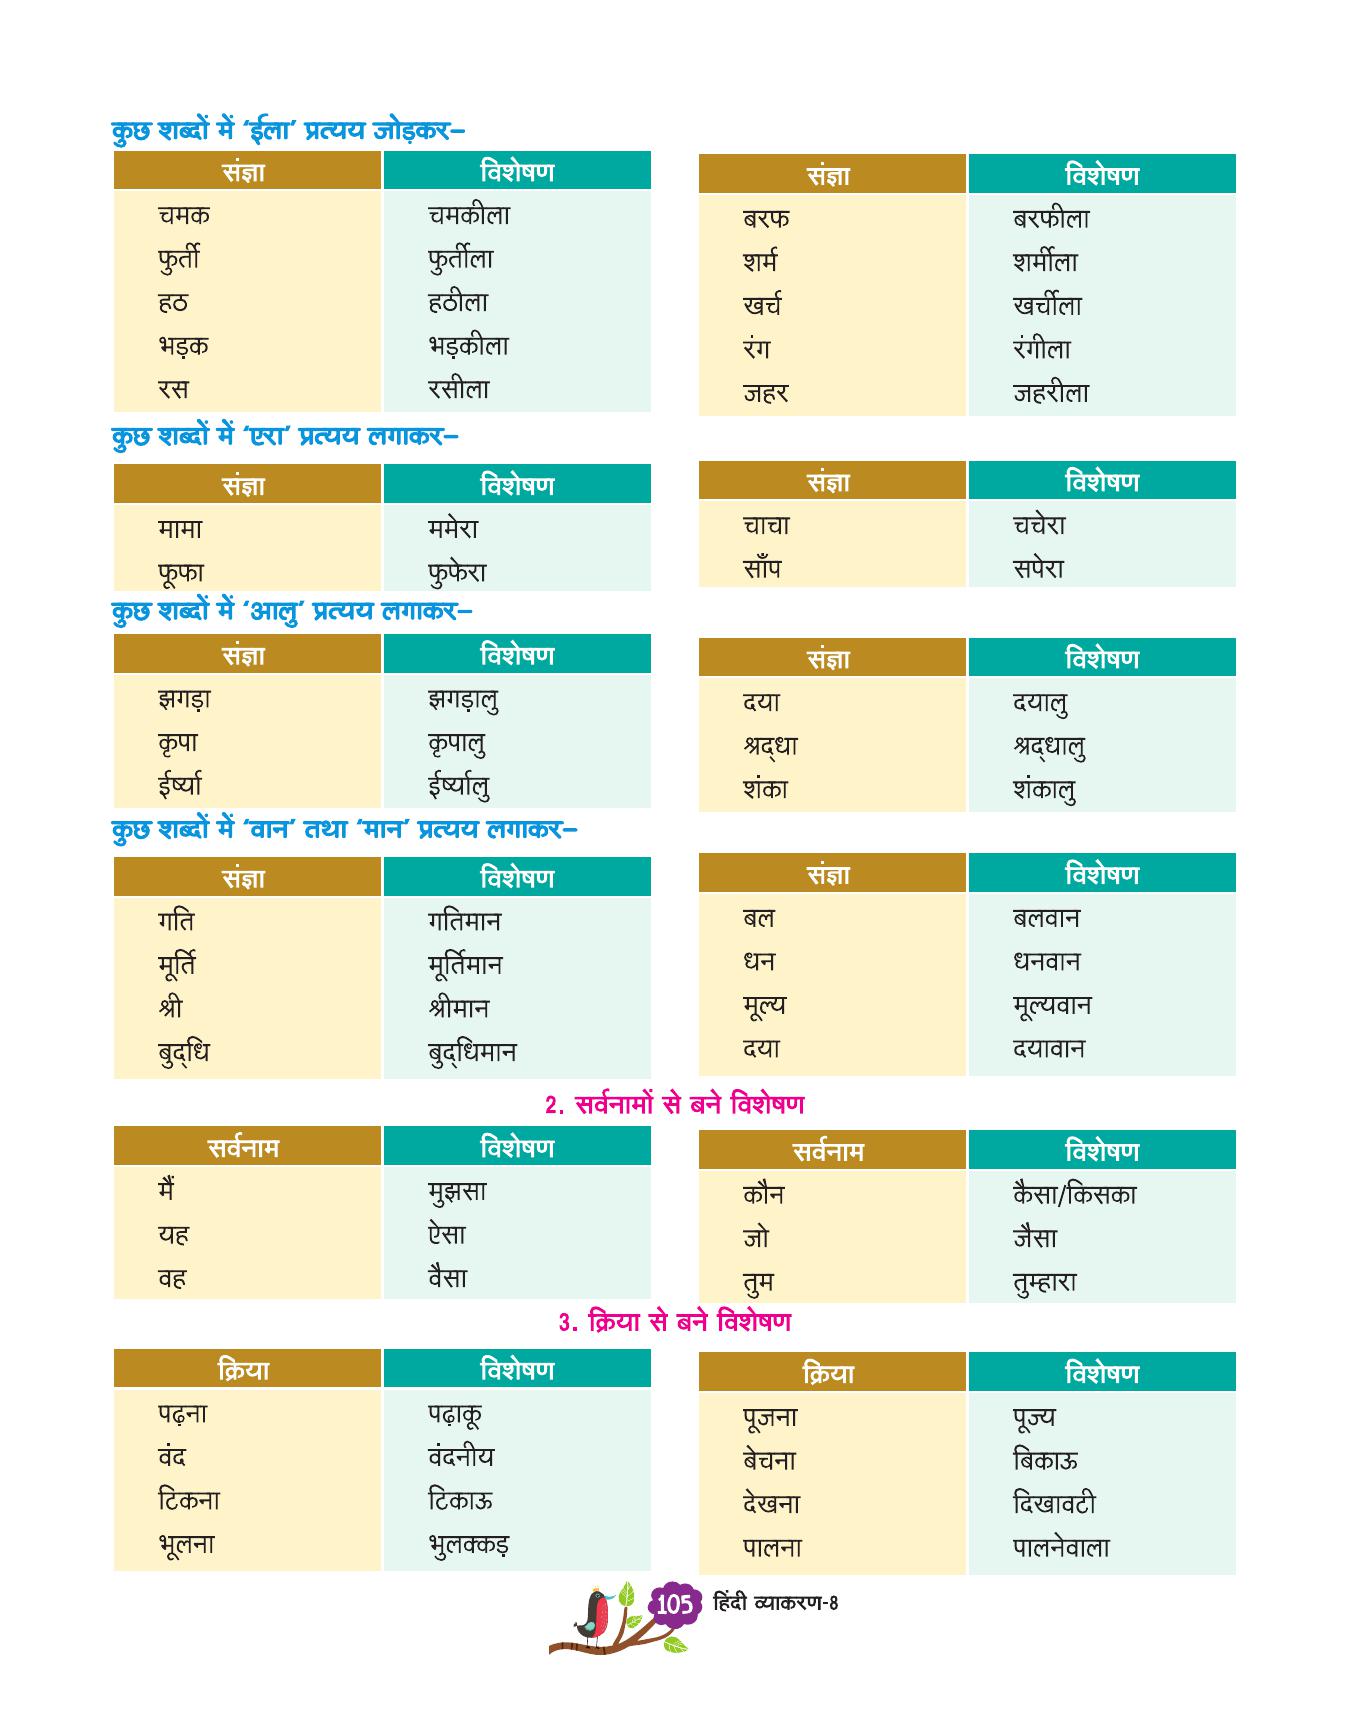 कुछ शब्दों में ‘ईला’ प्रत्यय जोड़कर–
संज्ञा विशेषण
चमक चमकीला
फुर्ती फुर्तीला
हठ हठीला
भड़क भड़कीला
रस रसीला
संज्ञा विशेषण
बरफ बरफीला
शर्म शर्मीला
खर्च खर्चीला
रंग रंगीला
जहर जहरीला
कुछ शब्दों में ‘एरा’ प्रत्यय लगाकर–
संज्ञा विशेषण
मामा ममेरा
फूफा फुफेरा
संज्ञा विशेषण
चाचा चचेरा
साँप सपेरा
कुछ शब्दों में ‘आलु’ प्रत्यय लगाकर–
संज्ञा विशेषण
झगड़ा झगड़ालु
कृपा कृपालु
ईर्ष्या ईर्ष्यालु
संज्ञा विशेषण
दया दयालु
श्रद्‌धा श्रद्‌धालु
शंका शंकालु
कुछ शब्दों में ‘वान’ तथा ‘मान’ प्रत्यय लगाकर–
संज्ञा विशेषण
गति गतिमान
मूर्ति मूर्तिमान
श्री श्रीमान
बुद्‌धि बुद्‌धिमान
संज्ञा विशेषण
बल बलवान
धन धनवान
मूल्य मूल्यवान
दया दयावान
2. सर्वनामों से बने विशेषण
सर्वनाम विशेषण
मैं मुझसा
यह ऐसा
वह वैसा
सर्वनाम विशेषण
कौन कैसा/किसका
जो जैसा
तुम तुम्हारा
3. क्रिया से बने विशेषण
क्रिया विशेषण
पढ़ना पढ़ाकू
वंद वंदनीय
टिकना टिकाऊ
भूलना भुलक्कड़
क्रिया विशेषण
पूजना पूज्य
बेचना बिकाऊ
देखना दिखावटी
पालना पालनेवाला
105 हिंदी व्याकरण-8